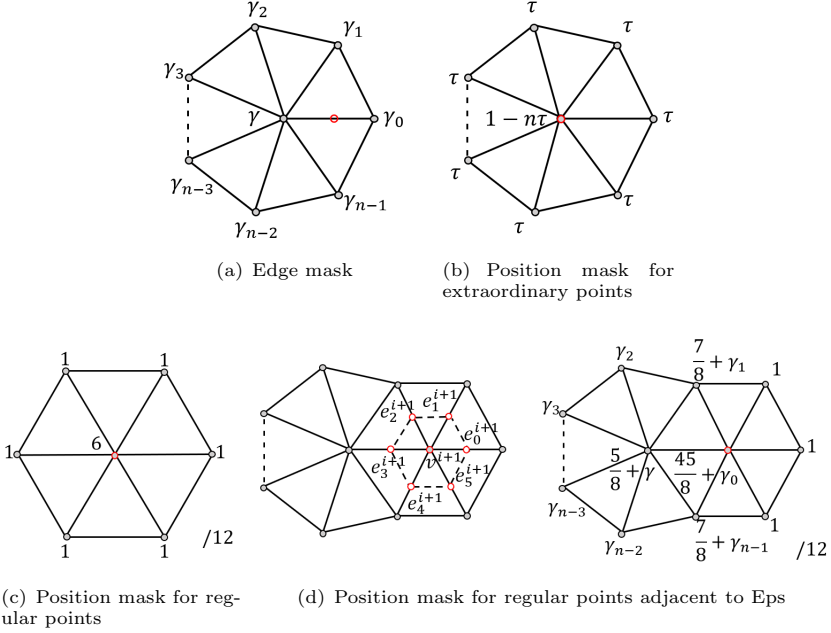 γ₂
γ₁
γ₃
γ
γ₀
γₙ₋₃
γₙ₋₁
γₙ₋₂
(a) Edge mask
τ
τ
τ
1 − nτ
τ
τ
τ
τ
(b) Position mask for
extraordinary points
1
1
6
1
1
1
1
/12
(c) Position mask for reg-
ular points
e₂ⁱ⁺¹
e₁ⁱ⁺¹
e₀ⁱ⁺¹
e₃ⁱ⁺¹
vⁱ⁺¹
e₅ⁱ⁺¹
e₄ⁱ⁺¹
γ₂
7/8 + γ₁
1
γ₃
5/8 + γ
45/8 + γ₀
1
γₙ₋₃
γₙ₋₂
7/8 + γₙ₋₁
1
/12
(d) Position mask for regular points adjacent to Eps